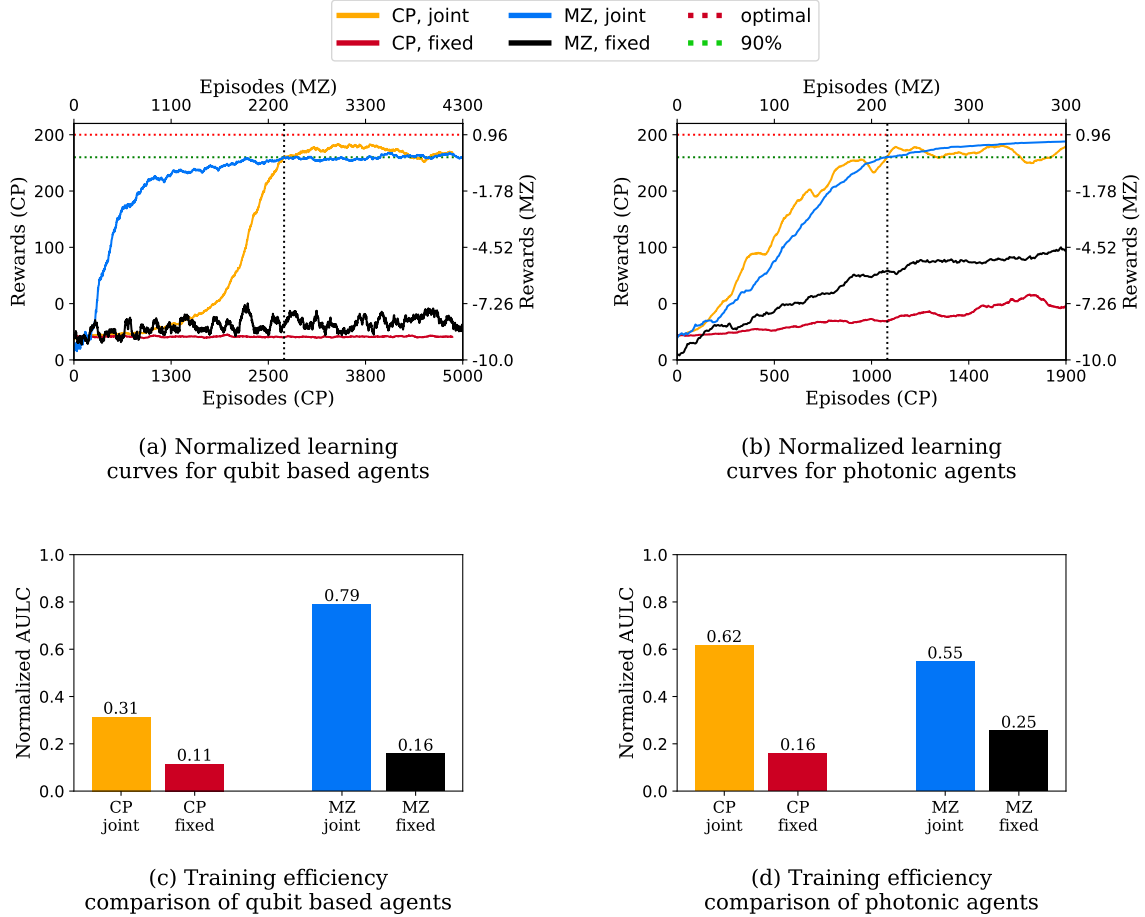 CP, joint
MZ, joint
optimal
CP, fixed
MZ, fixed
90%
Episodes (MZ)
0 1100 2200 3300 4300
200
200
100
0
0
Rewards (CP)
0.96
-1.78
-4.52
-7.26
-10.0
Rewards (MZ)
0 1300 2500 3800 5000
Episodes (CP)
(a) Normalized learning
curves for qubit based agents
Episodes (MZ)
0 100 200 300 300
200
200
100
0
0
Rewards (CP)
0.96
-1.78
-4.52
-7.26
-10.0
Rewards (MZ)
0 500 1000 1400 1900
Episodes (CP)
(b) Normalized learning
curves for photonic agents
1.0
0.8
0.6
0.4
0.2
0.0
Normalized AULC
0.31
0.11
0.79
0.16
CP
joint
CP
fixed
MZ
joint
MZ
fixed
(c) Training efficiency
comparison of qubit based agents
1.0
0.8
0.6
0.4
0.2
0.0
Normalized AULC
0.62
0.16
0.55
0.25
CP
joint
CP
fixed
MZ
joint
MZ
fixed
(d) Training efficiency
comparison of photonic agents